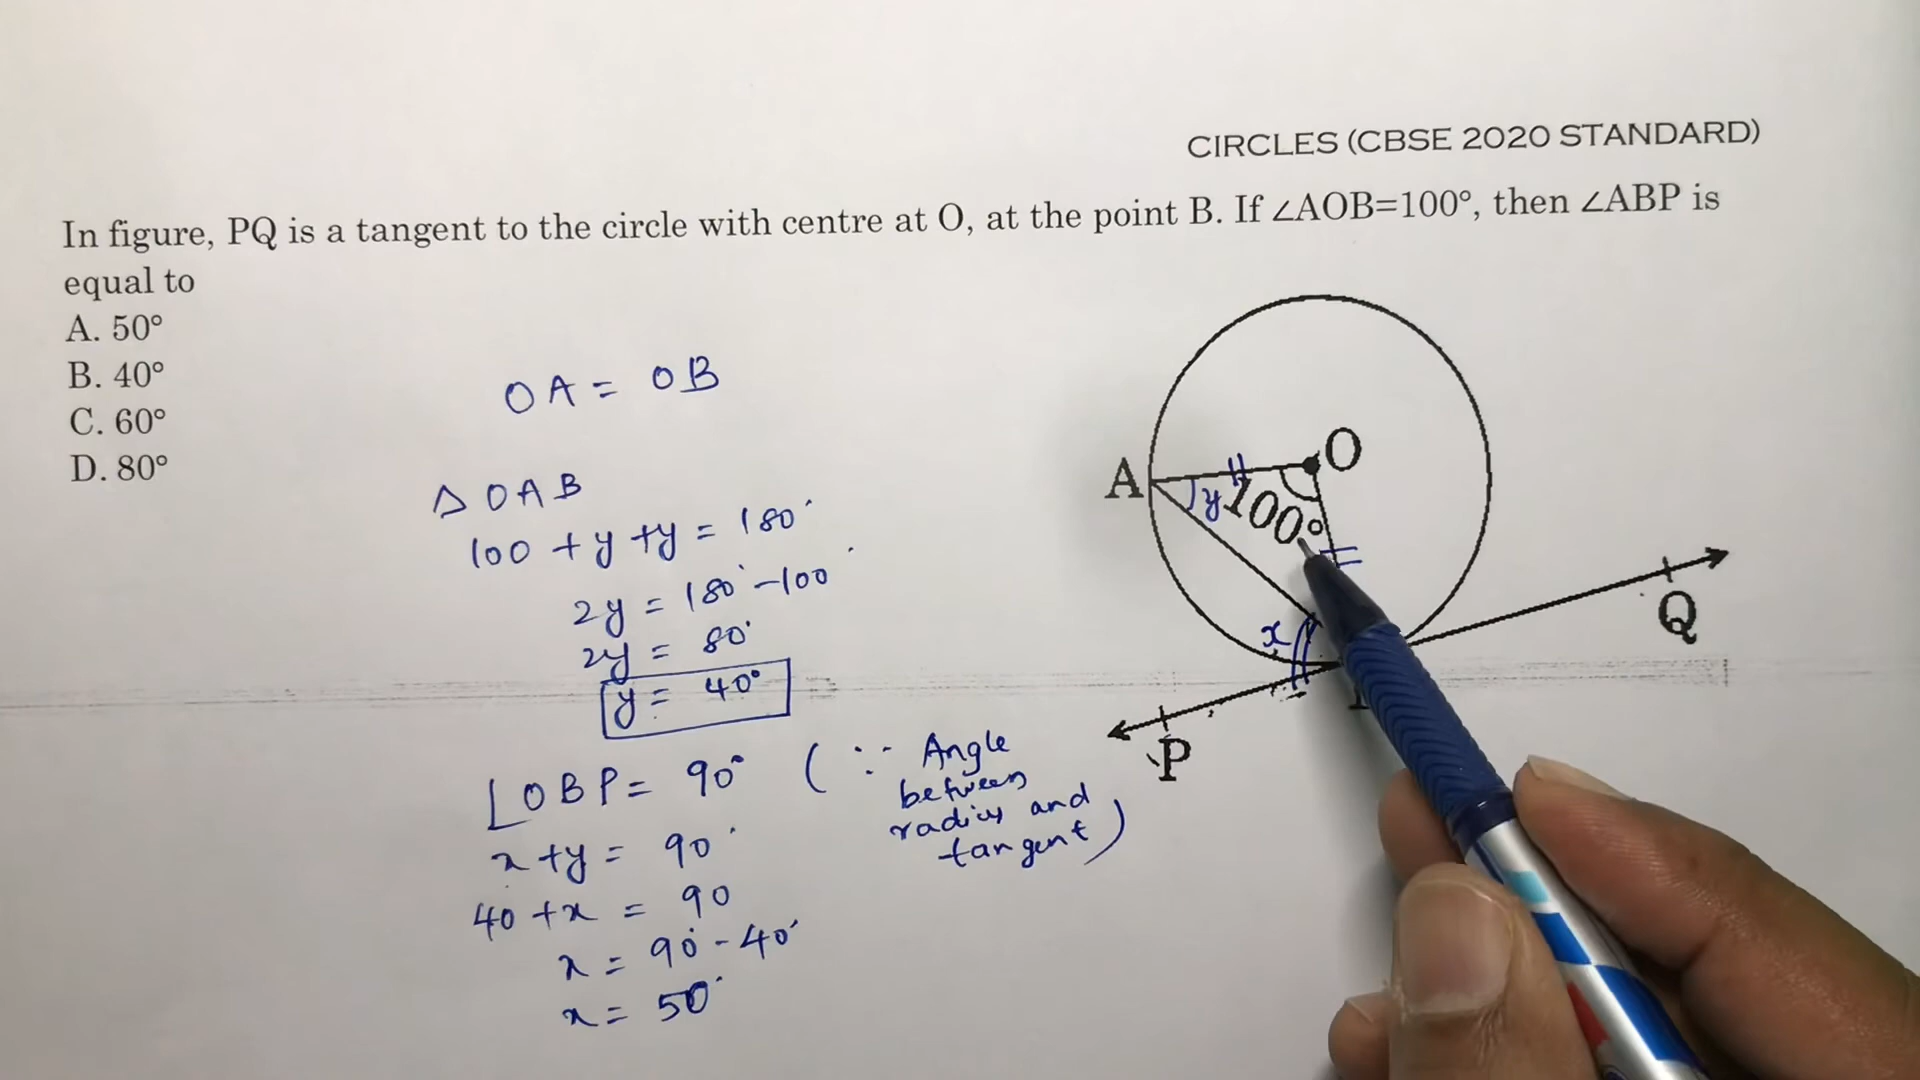 CIRCLES (CBSE 2020 STANDARD)
In figure, PQ is a tangent to the circle with centre at O, at the point B. If ∠AOB=100°, then ∠ABP is
equal to
A. 50°
B. 40°
C. 60°
D. 80°
OA = OB
△ OAB
100 + y + y = 180°
2y = 180° - 100
2y = 80°
y = 40°
∠OBP = 90° ( ∵ Angle
between
radius and
tangent )
x + y = 90°
40 + x = 90
x = 90° - 40°
x = 50°
O
A
y
100°
x
Q
P